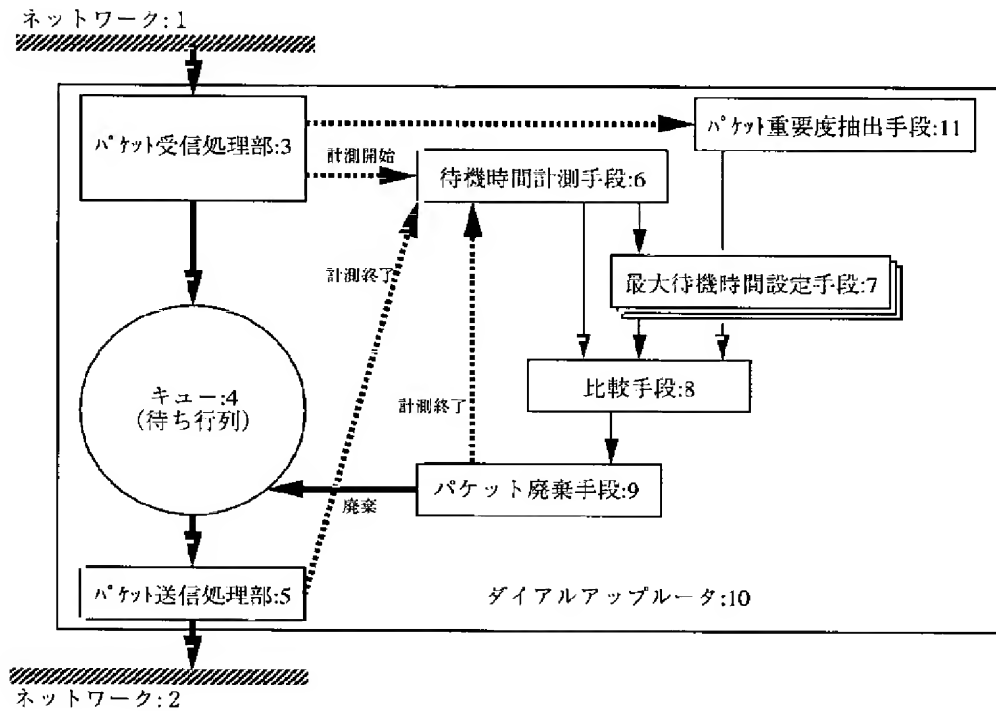 ネットワーク:1
パケット受信処理部:3
パケット重要度抽出手段:11
計測開始
待機時間計測手段:6
計測終了
最大待機時間設定手段:7
キュー:4
(待ち行列)
比較手段:8
計測終了
パケット廃棄手段:9
廃棄
パケット送信処理部:5
ダイアルアップルータ:10
ネットワーク:2